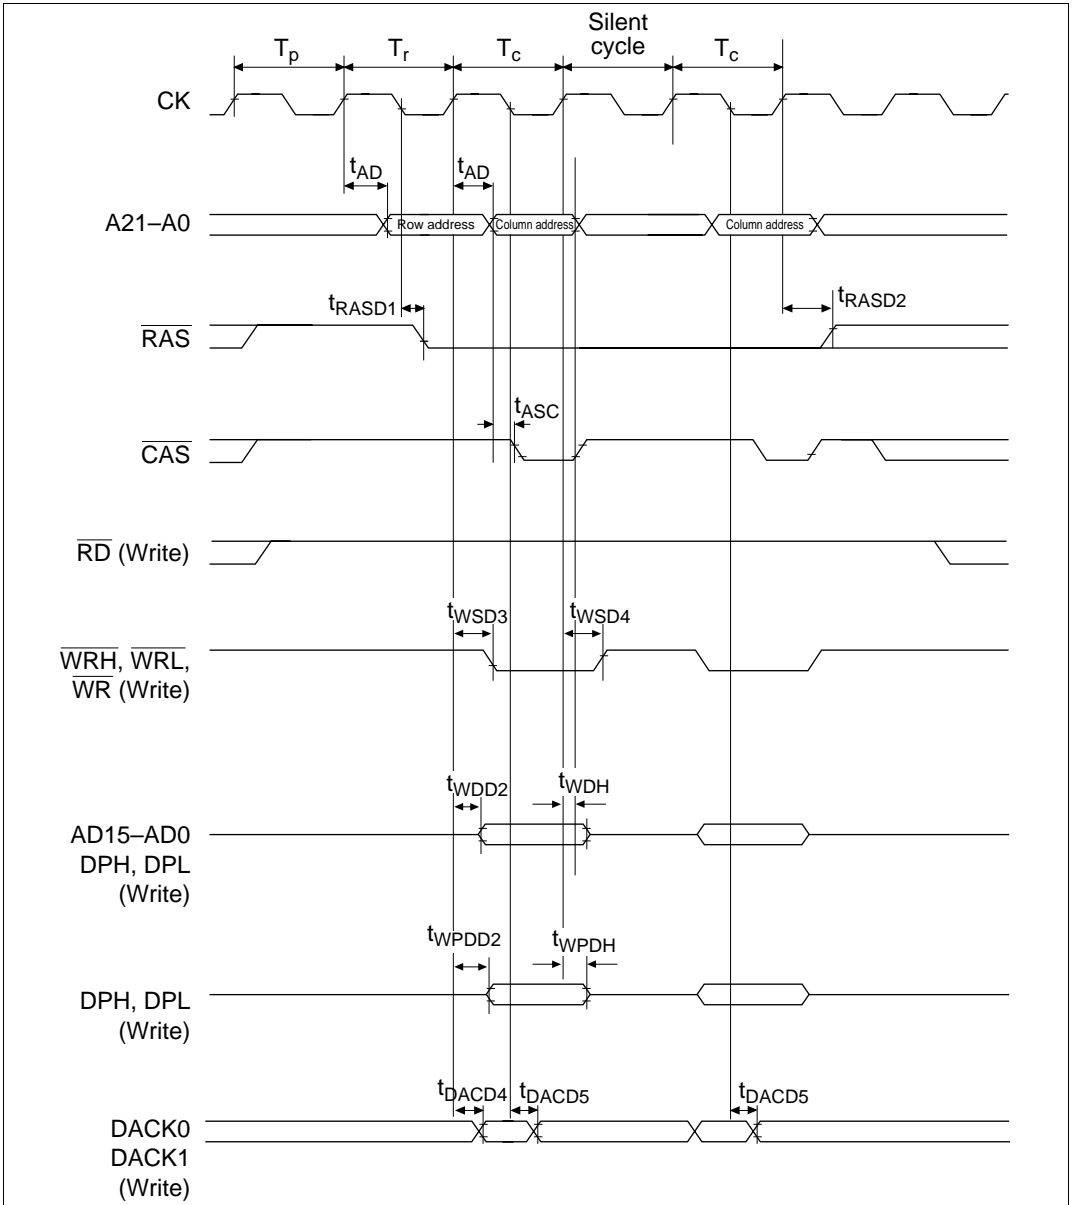 Silent
cycle
Tp Tr Tc Tc
CK
tAD tAD
A21–A0 Row address Column address Column address
tRASD1 tRASD2
RAS
tASC
CAS
RD (Write)
tWSD3 tWSD4
WRH, WRL,
WR (Write)
tWDD2 tWDH
AD15–AD0
DPH, DPL
(Write)
tWPDD2 tWPDH
DPH, DPL
(Write)
tDACD4 tDACD5 tDACD5
DACK0
DACK1
(Write)